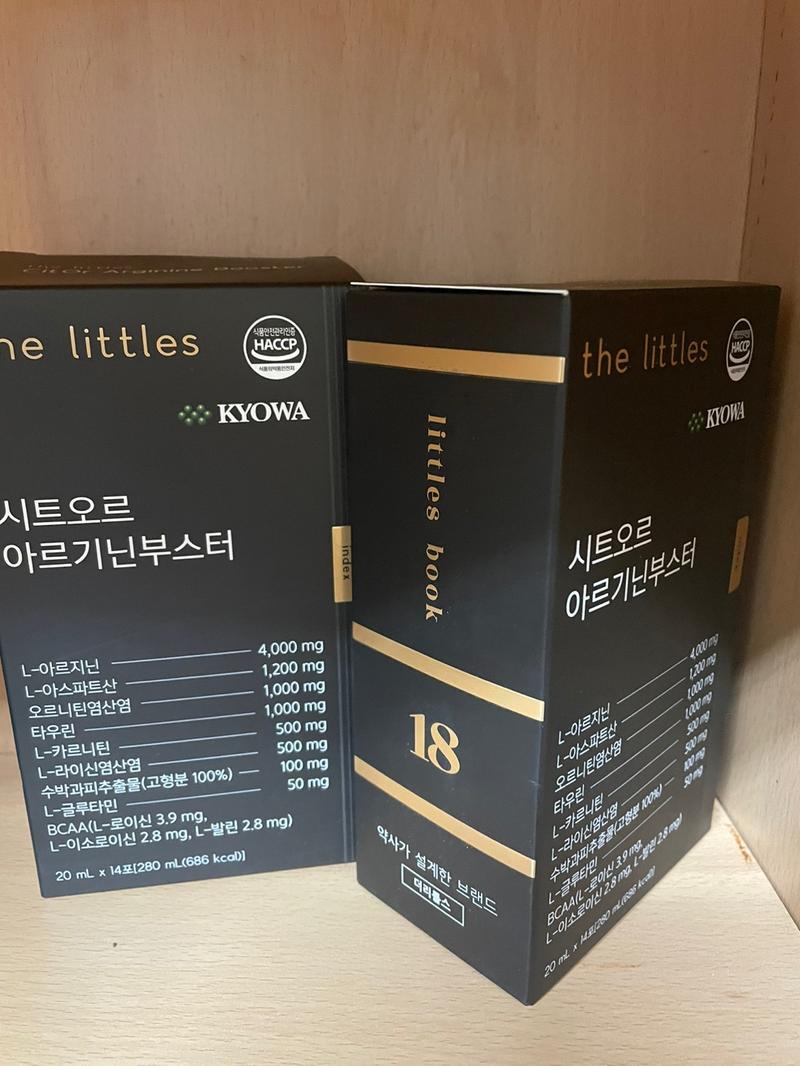 CitOr Arginine Booster
he littles
식품안전관리인증
HACCP
식품의약품안전처
KYOWA
시트오르
아르기닌부스터
index
L-아르지닌 4,000 mg
L-아스파트산 1,200 mg
오르니틴염산염 1,000 mg
타우린 1,000 mg
L-카르니틴 500 mg
L-라이신염산염 500 mg
수박과피추출물(고형분 100%) 100 mg
L-글루타민 50 mg
BCAA(L-로이신 3.9 mg,
L-이소로이신 2.8 mg, L-발린 2.8 mg)
20 mL x 14포[280 mL(686 kcal)]
littles book
18
약사가 설계한 브랜드
더리틀스
the littles
HACCP
KYOWA
시트오르
아르기닌부스터
index
L-아르지닌 4,000 mg
L-아스파트산 1,200 mg
오르니틴염산염 1,000 mg
타우린 1,000 mg
L-카르니틴 500 mg
L-라이신염산염 500 mg
수박과피추출물(고형분 100%) 100 mg
L-글루타민 50 mg
BCAA(L-로이신 3.9 mg,
L-이소로이신 2.8 mg, L-발린 2.8 mg)
20 mL x 14포[280 mL(686 kcal)]